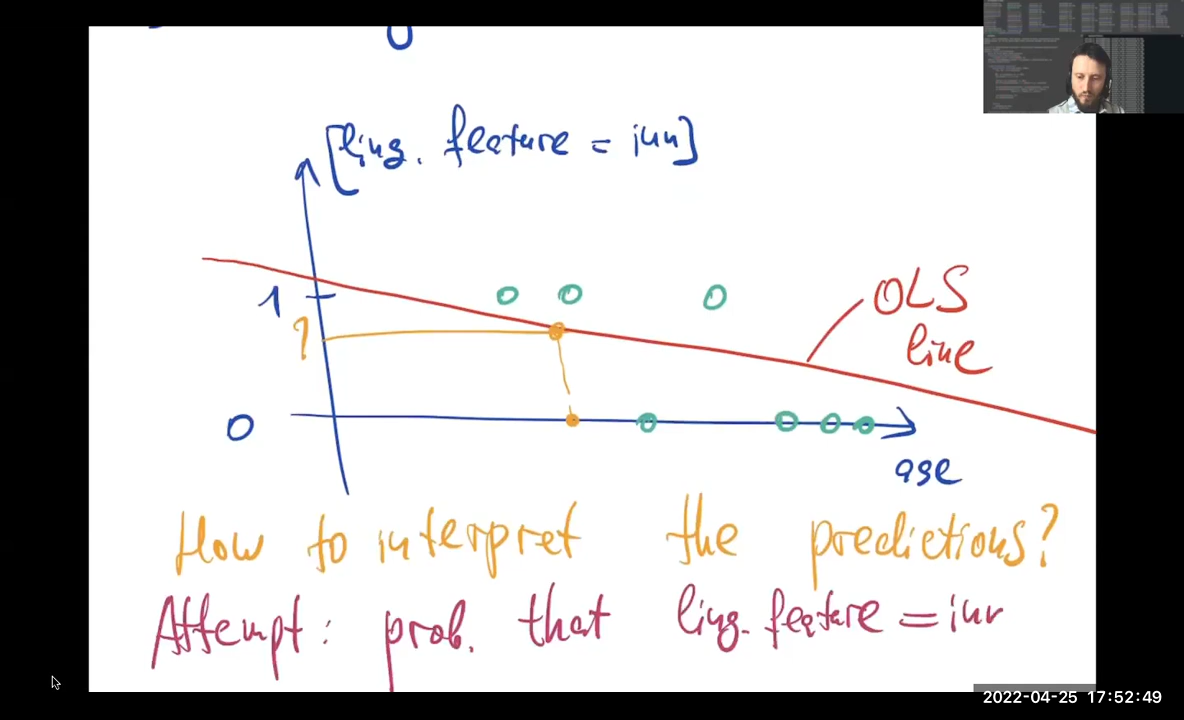 [ling. feature = inn]
1
OLS
line
?
0
age
How to interpret the predictions?
Attempt: prob. that ling. feature = inn
2022-04-25 17:52:49